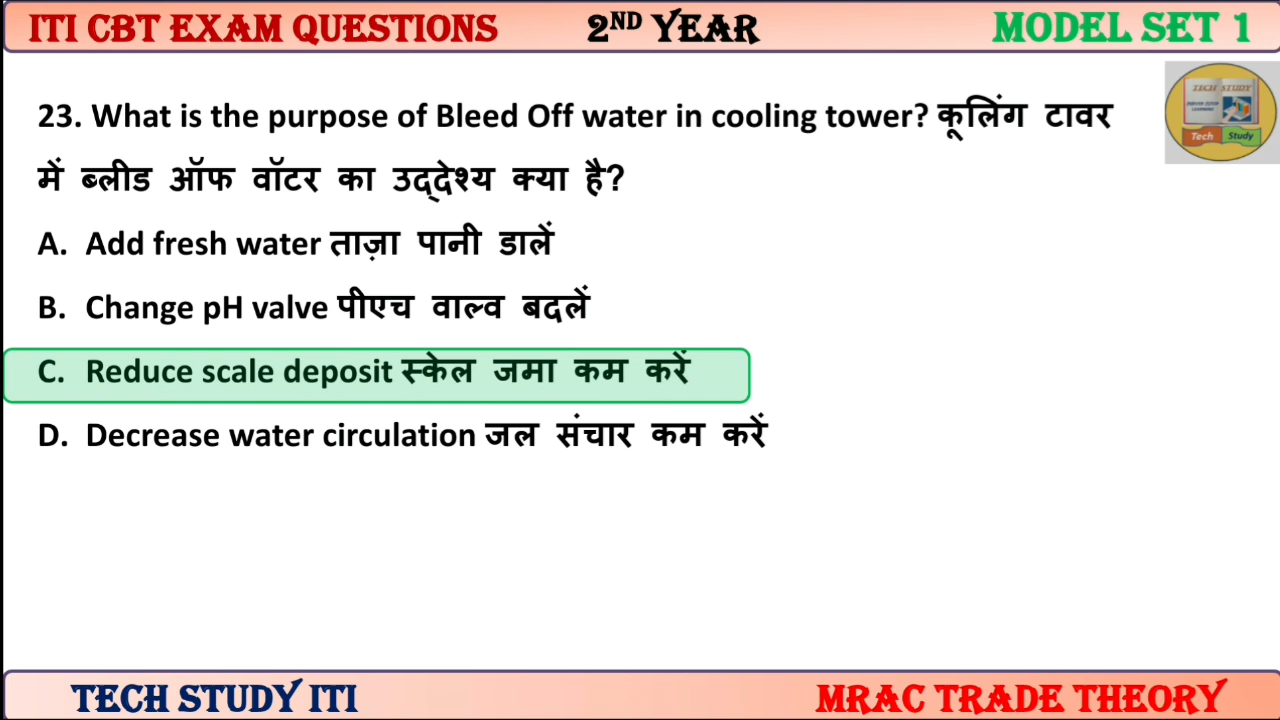 ITI CBT EXAM QUESTIONS 2ND YEAR MODEL SET 1
TECH STUDY
Tech Study
23. What is the purpose of Bleed Off water in cooling tower? कूलिंग टावर
में ब्लीड ऑफ वॉटर का उद्देश्य क्या है?
A. Add fresh water ताज़ा पानी डालें
B. Change pH valve पीएच वाल्व बदलें
C. Reduce scale deposit स्केल जमा कम करें
D. Decrease water circulation जल संचार कम करें
TECH STUDY ITI MRAC TRADE THEORY